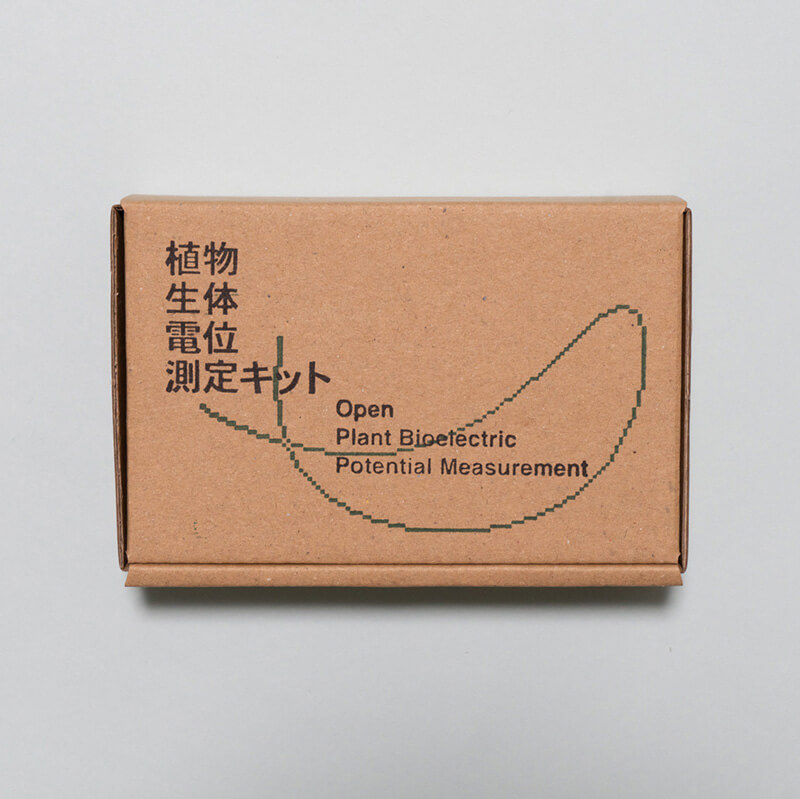 植物
生体
電位
測定キット
Open
Plant Bioelectric
Potential Measurement